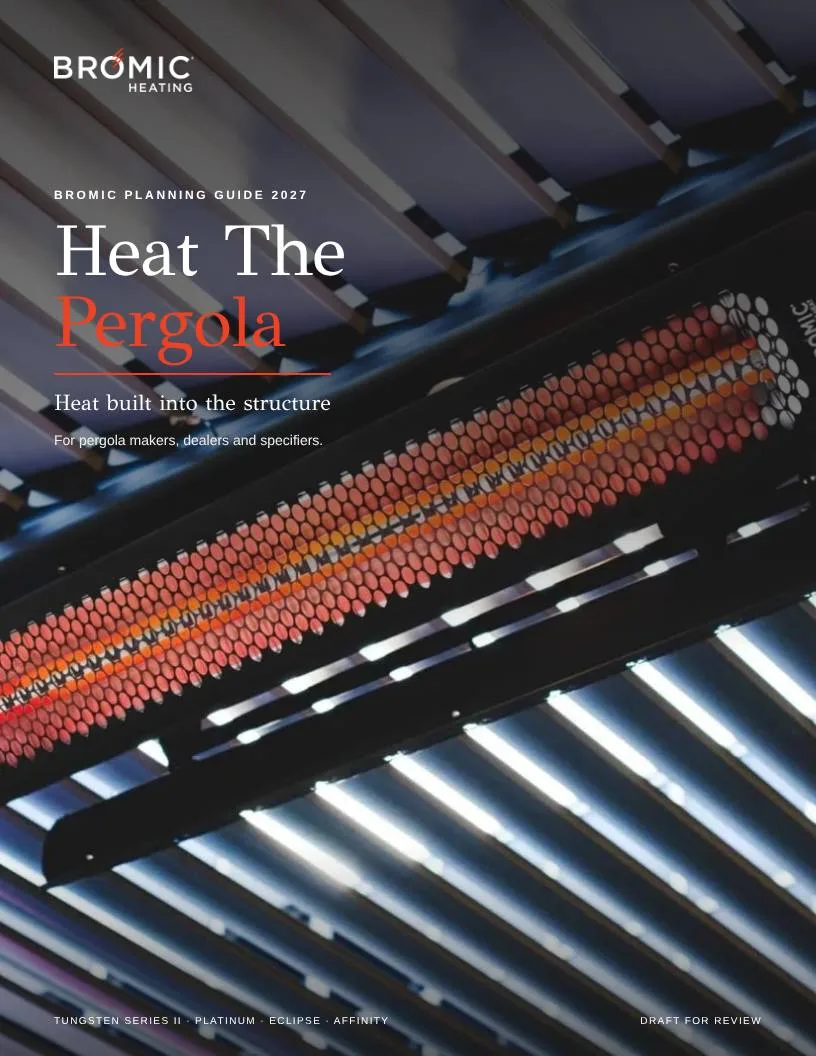 BROMIC
HEATING
BROMIC PLANNING GUIDE 2027
Heat The
Pergola
Heat built into the structure
For pergola makers, dealers and specifiers.
TUNGSTEN SERIES II · PLATINUM · ECLIPSE · AFFINITY
DRAFT FOR REVIEW